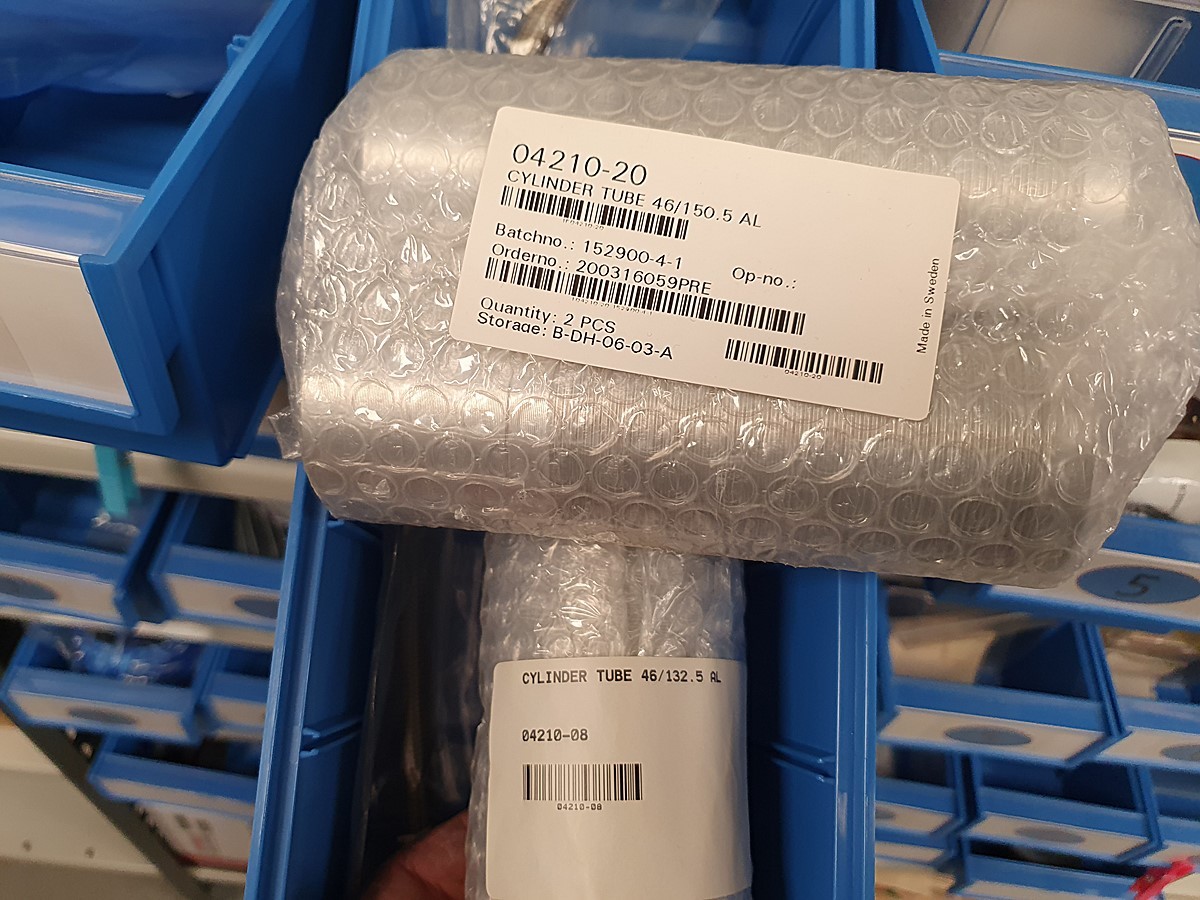 04210-20
CYLINDER TUBE 46/150.5 AL
Batchno.: 152900-4-1 Op-no.:
Orderno.: 200316059PRE
Quantity: 2 PCS
Storage: B-DH-06-03-A
04210-20
Made in Sweden
5
CYLINDER TUBE 46/132.5 AL
04210-08
04210-08